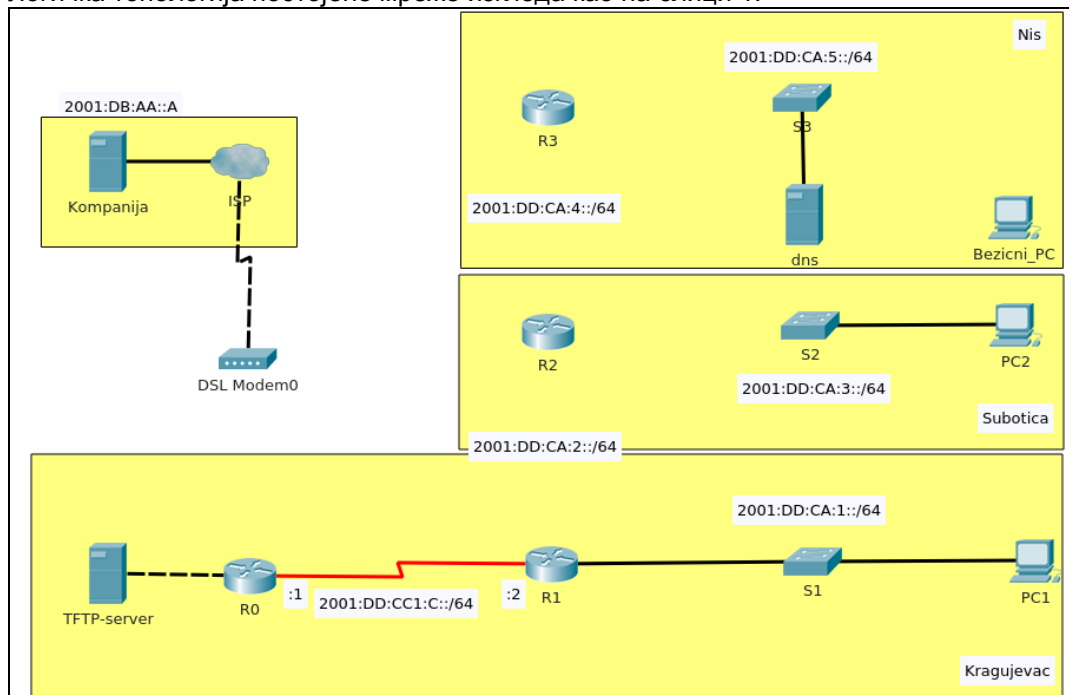 Nis
2001:DD:CA:5::/64
2001:DB:AA::A
S3
R3
Kompanija
ISP
2001:DD:CA:4::/64
dns
Bezicni_PC
DSL Modem0
R2
S2
PC2
2001:DD:CA:3::/64
Subotica
2001:DD:CA:2::/64
2001:DD:CA:1::/64
TFTP-server
R0
:1
2001:DD:CC1:C::/64
:2
R1
S1
PC1
Kragujevac